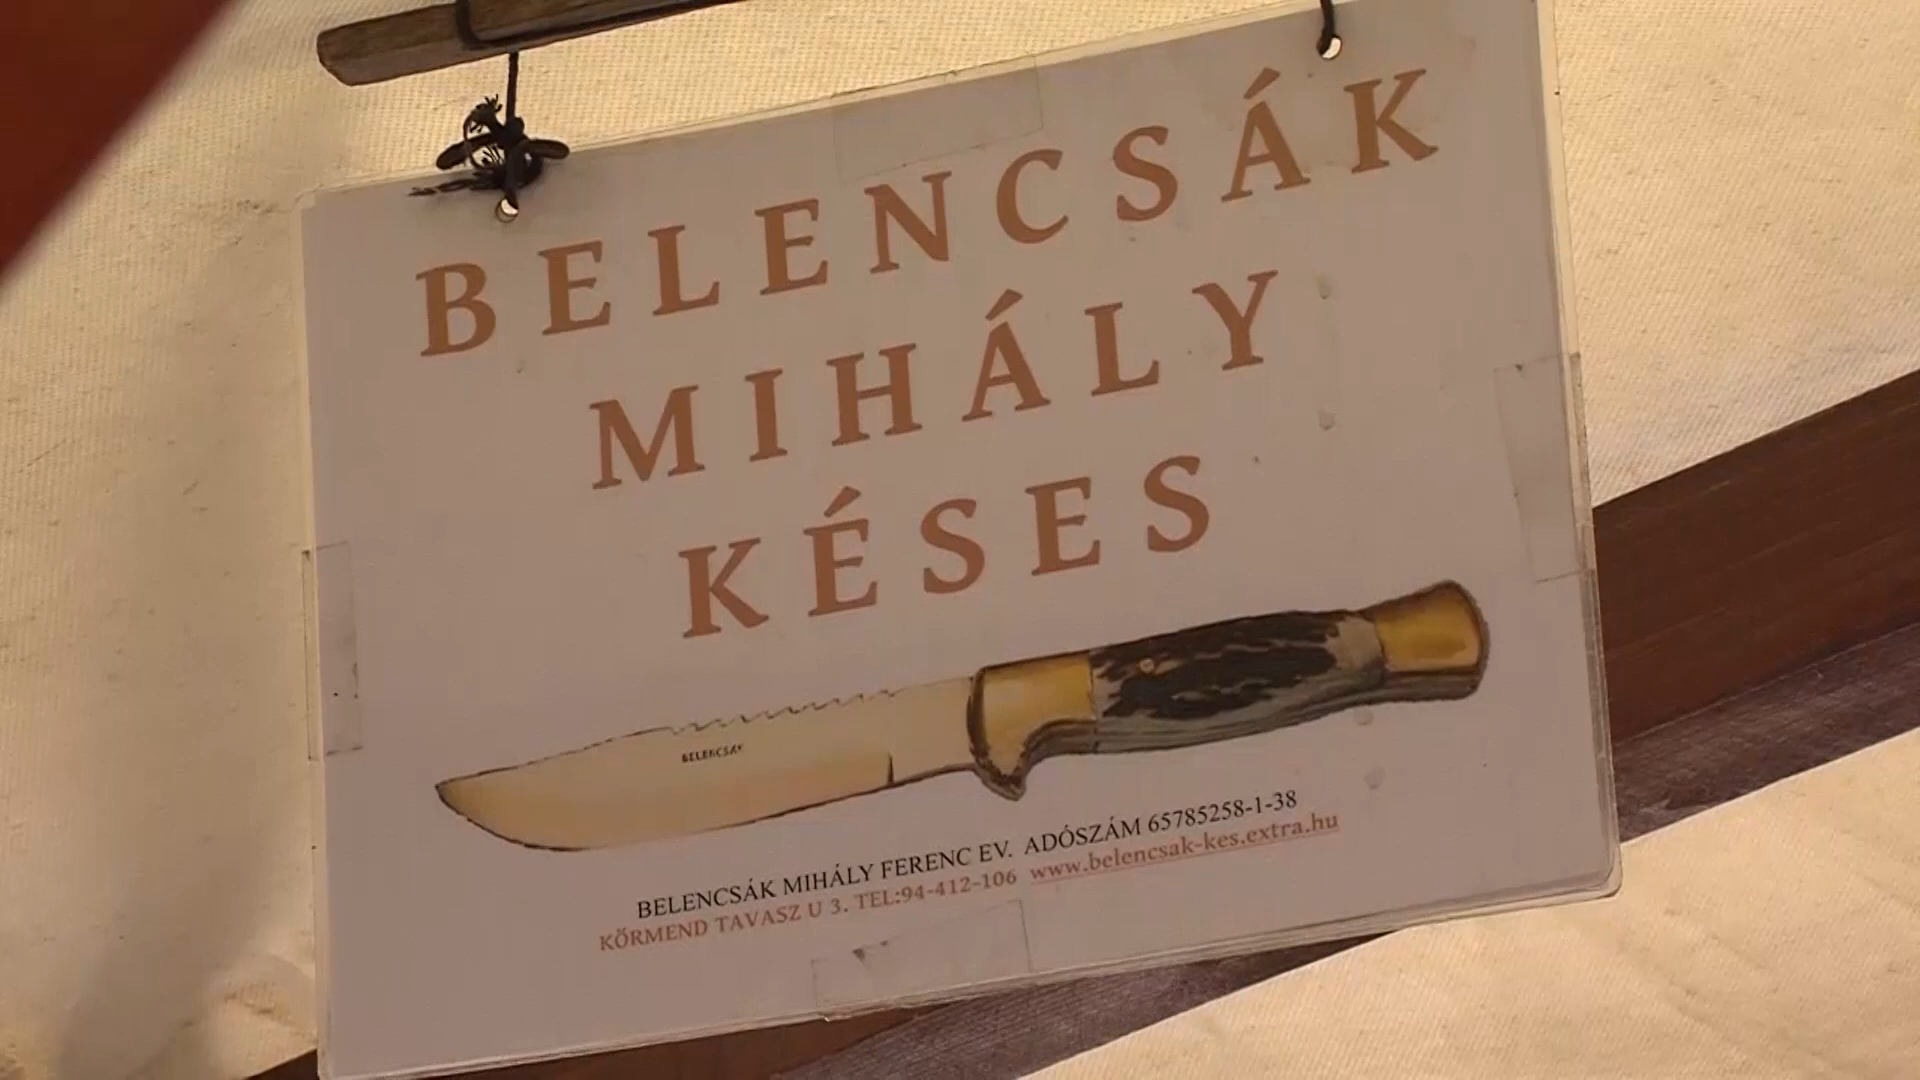 BELENCSÁK
MIHÁLY
KÉSES
BELENCSÁK
BELENCSÁK MIHÁLY FERENC EV. ADÓSZÁM 65785258-1-38
KÖRMEND TAVASZ U 3. TEL:94-412-106 www.belencsak-kes.extra.hu